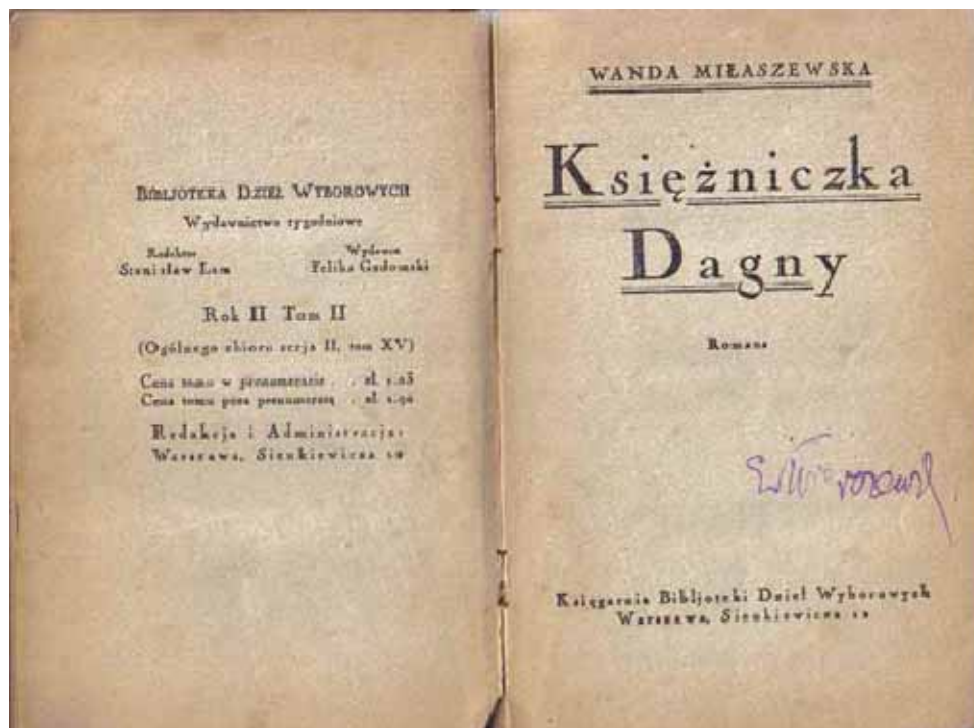 BIBLJOTEKA DZIEŁ WYBOROWYCH
Wydawnictwo tygodniowe
Redaktor Wydawca
Stanisław Lam Feliks Gadomski
Rok II Tom II
(Ogólnego zbioru serja II, tom XV)
Cena tomu w prenumeracie . . zł.
Cena tomu poza prenumeratą . zł
Redakcja i Administracja:
Warszawa, Sienkiewicza
WANDA MIŁASZEWSKA
Księżniczka
Dagny
Romans
Księgarnia Bibljoteki Dzieł Wyborowych
Warszawa, Sienkiewicza